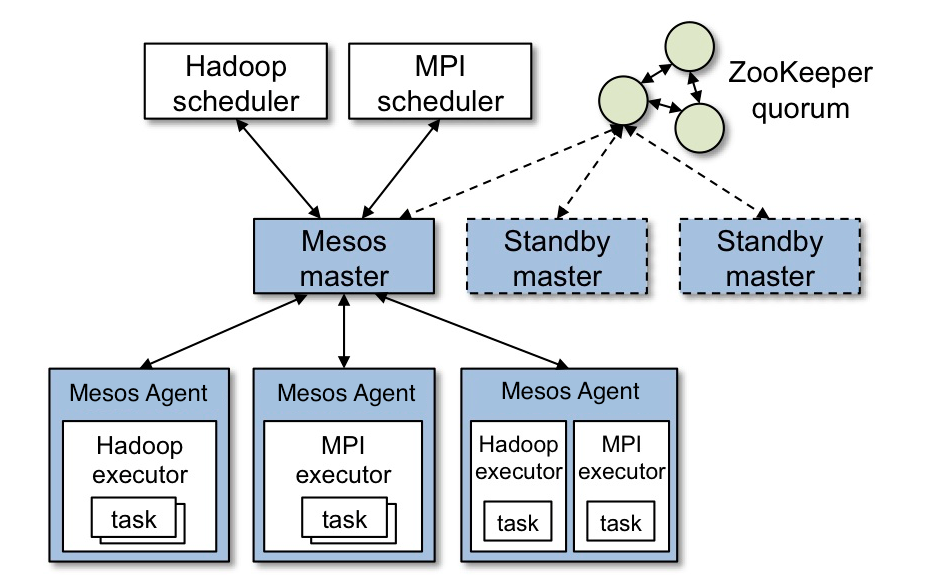 Hadoop
scheduler
MPI
scheduler
ZooKeeper
quorum
Mesos
master
Standby
master
Standby
master
Mesos Agent
Hadoop
executor
task
Mesos Agent
MPI
executor
task
Mesos Agent
Hadoop
executor
task
MPI
executor
task